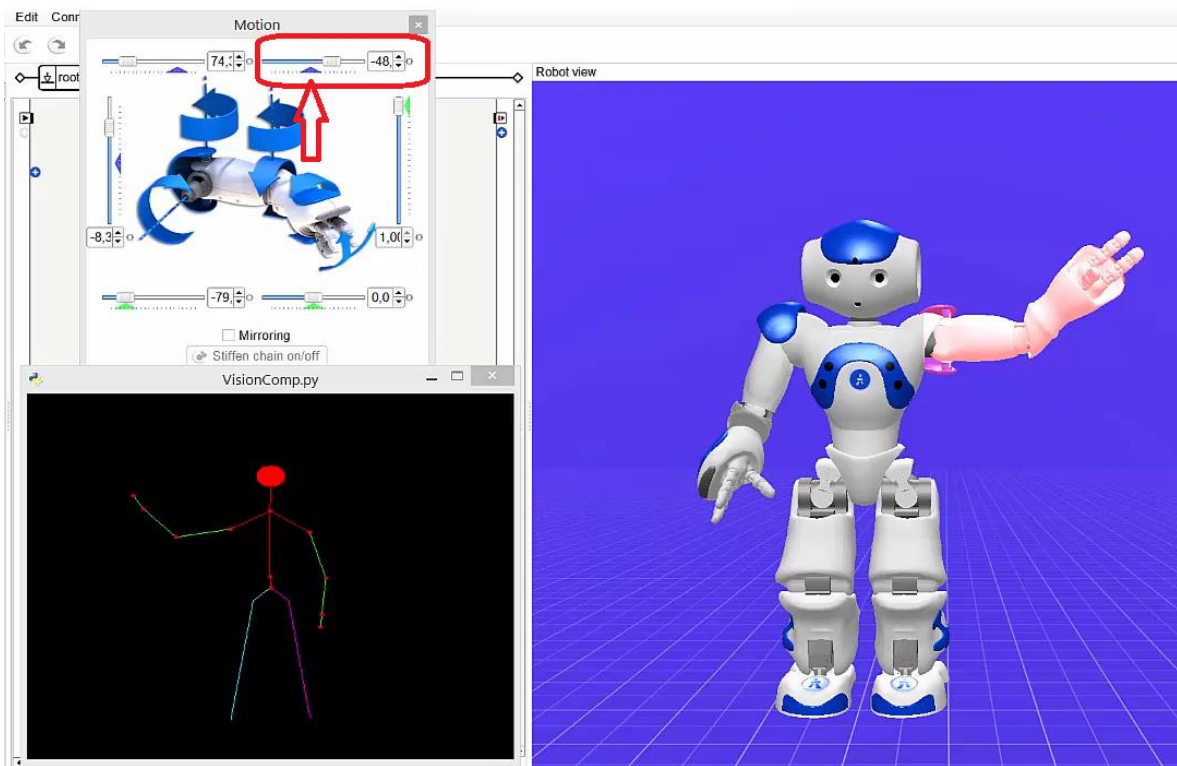 Edit
Motion
74,
-48,
root
Robot view
-8,3
1,00
-79,
0,0
Mirroring
Stiffen chain on/off
VisionComp.py